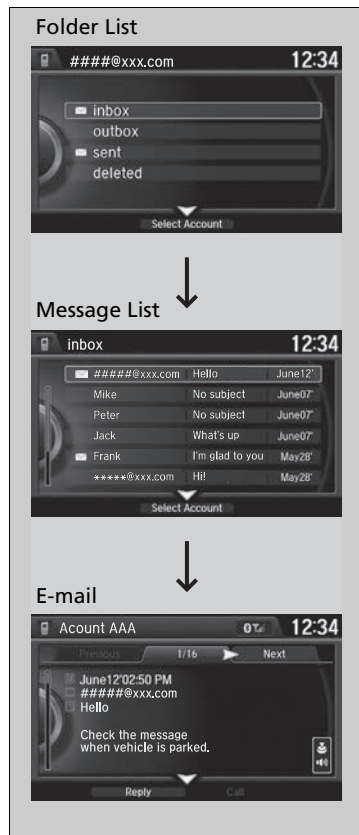 Folder List
####@xxx.com 12:34
inbox
outbox
sent
deleted
Select Account
Message List
inbox 12:34
#####@xxx.com Hello June12'
Mike No subject June07'
Peter No subject June07'
Jack What's up June07'
Frank I'm glad to you May28'
*****@xxx.com Hi! May28'
Select Account
E-mail
Acount AAA 12:34
Previous 1/16 Next
June12'02:50 PM
#####@xxx.com
Hello
Check the message
when vehicle is parked.
Reply Call